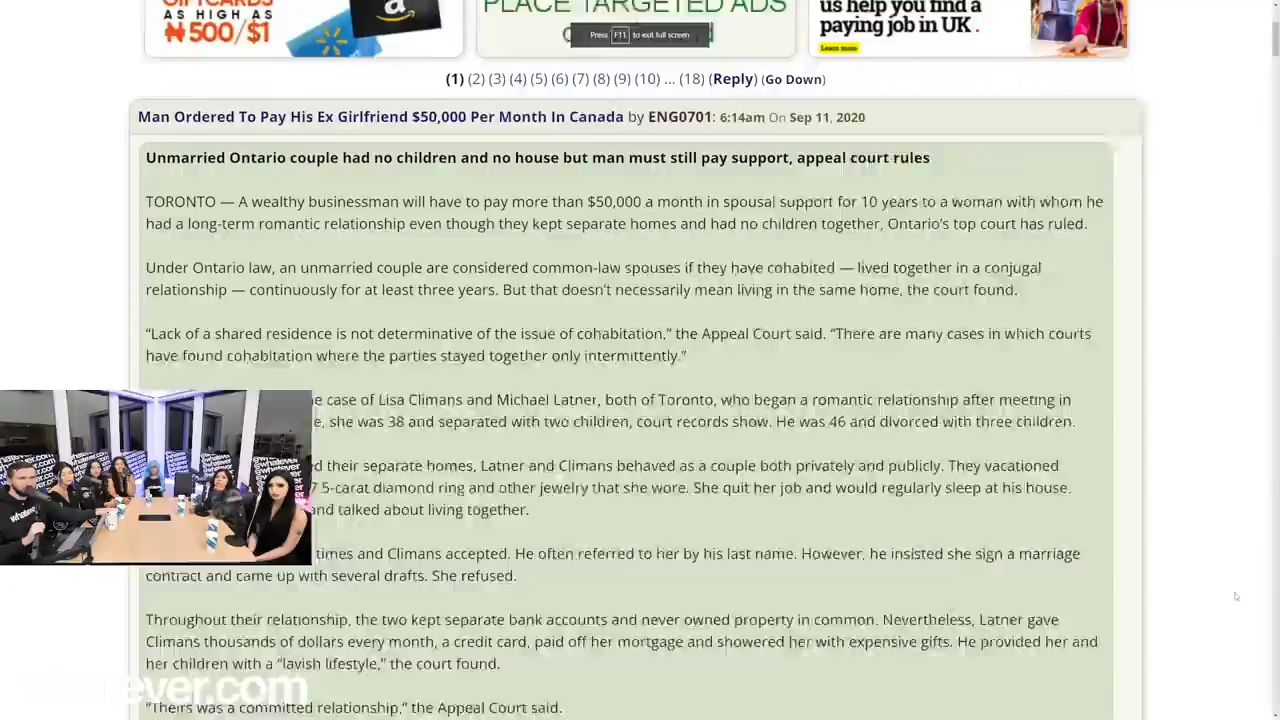 GIFTCARDS
AS HIGH AS
₦500/$1
a
PLACE TARGETED ADS
us help you find a
paying job in UK .
Learn more
Press F11 to exit full screen
(1) (2) (3) (4) (5) (6) (7) (8) (9) (10) ... (18) (Reply) (Go Down)
Man Ordered To Pay His Ex Girlfriend $50,000 Per Month In Canada by ENG0701: 6:14am On Sep 11, 2020
Unmarried Ontario couple had no children and no house but man must still pay support, appeal court rules
TORONTO — A wealthy businessman will have to pay more than $50,000 a month in spousal support for 10 years to a woman with whom he
had a long-term romantic relationship even though they kept separate homes and had no children together, Ontario's top court has ruled.
Under Ontario law, an unmarried couple are considered common-law spouses if they have cohabited — lived together in a conjugal
relationship — continuously for at least three years. But that doesn't necessarily mean living in the same home, the court found.
“Lack of a shared residence is not determinative of the issue of cohabitation,” the Appeal Court said. “There are many cases in which courts
have found cohabitation where the parties stayed together only intermittently.”
case of Lisa Climans and Michael Latner, both of Toronto, who began a romantic relationship after meeting in
, she was 38 and separated with two children, court records show. He was 46 and divorced with three children.
their separate homes, Latner and Climans behaved as a couple both privately and publicly. They vacationed
5-carat diamond ring and other jewelry that she wore. She quit her job and would regularly sleep at his house.
and talked about living together.
times and Climans accepted. He often referred to her by his last name. However, he insisted she sign a marriage
contract and came up with several drafts. She refused.
Throughout their relationship, the two kept separate bank accounts and never owned property in common. Nevertheless, Latner gave
Climans thousands of dollars every month, a credit card, paid off her mortgage and showered her with expensive gifts. He provided her and
her children with a “lavish lifestyle,” the court found.
“Theirs was a committed relationship,” the Appeal Court said.
ever.com